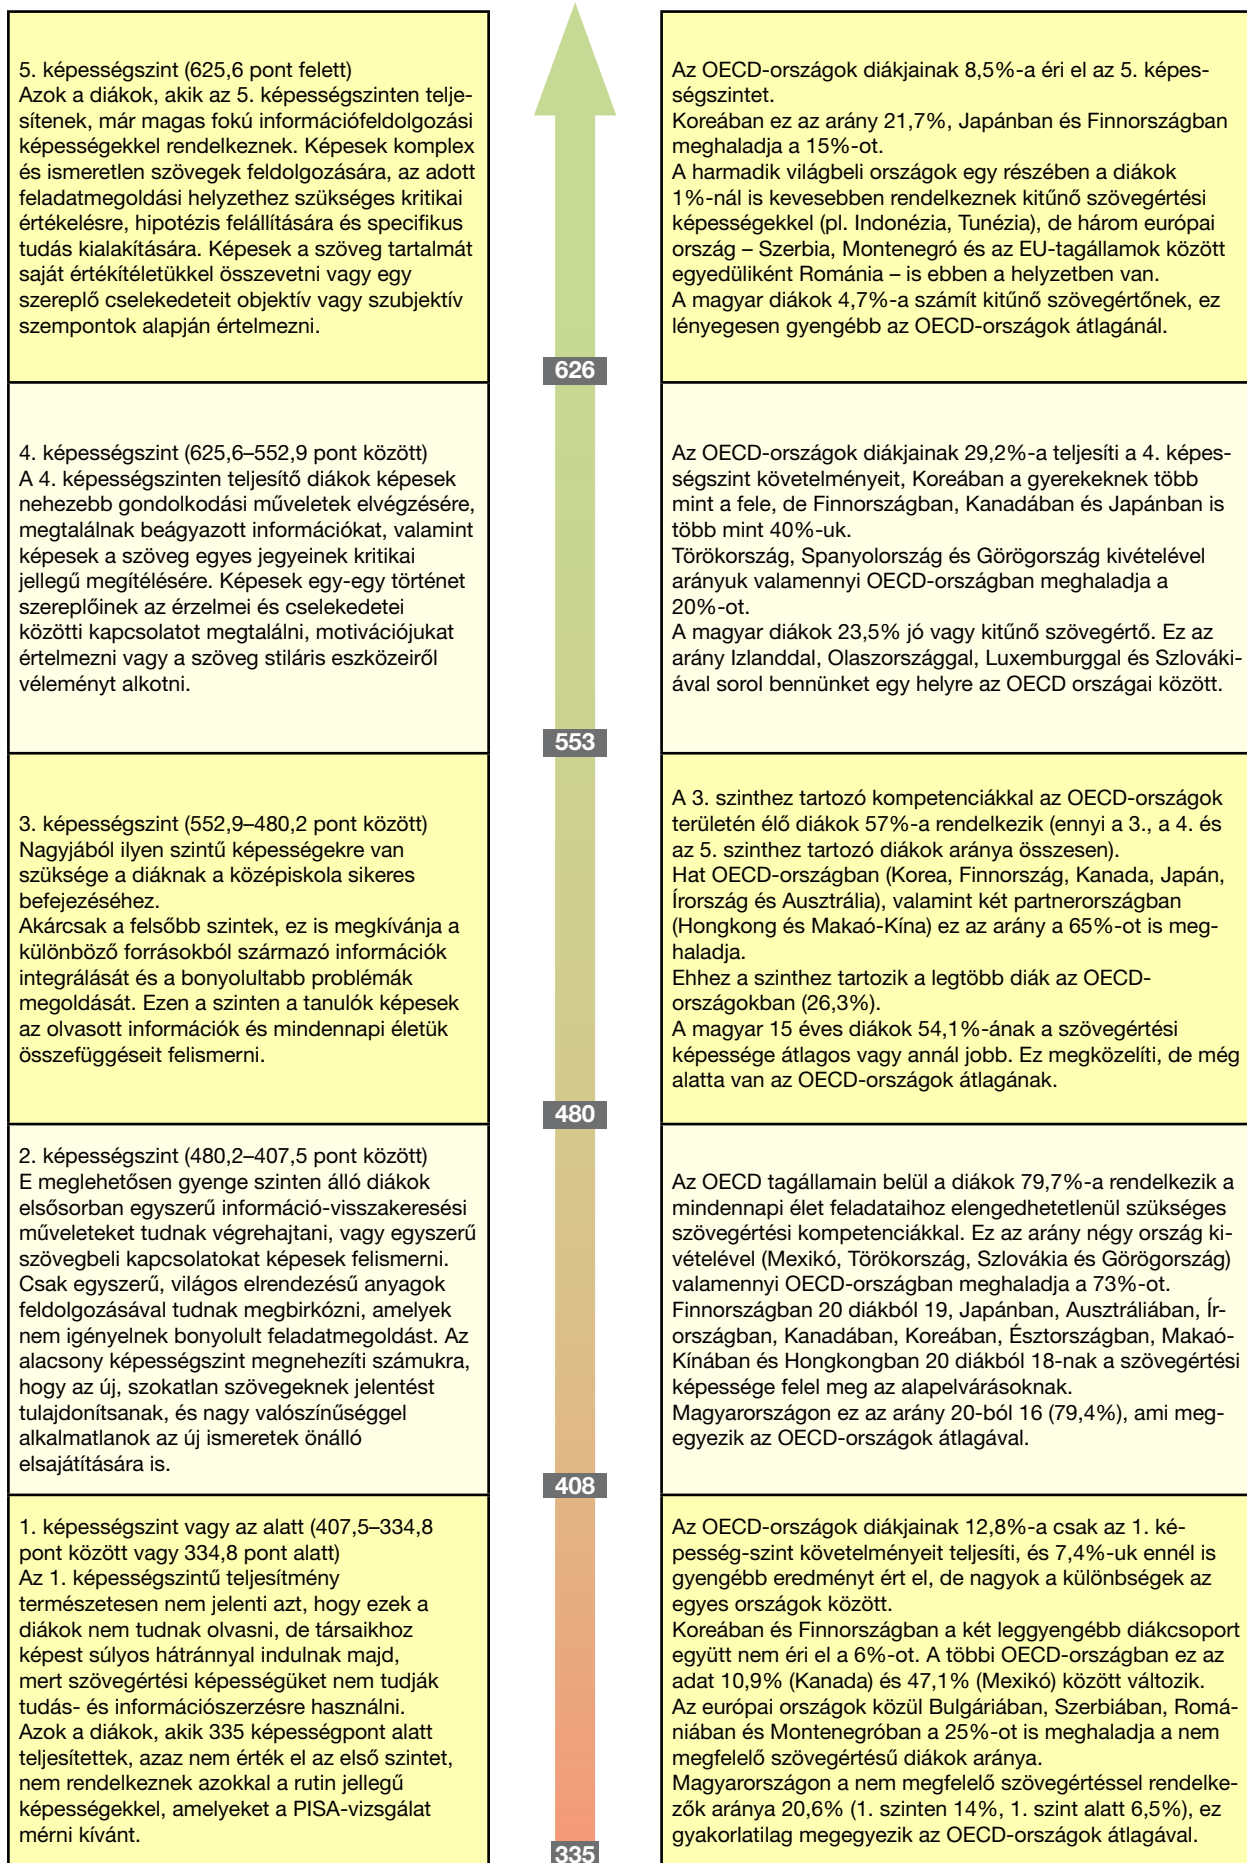 5. képességszint (625,6 pont felett)
Azok a diákok, akik az 5. képességszinten telje-
sítenek, már magas fokú információfeldolgozási
képességekkel rendelkeznek. Képesek komplex
és ismeretlen szövegek feldolgozására, az adott
feladatmegoldási helyzethez szükséges kritikai
értékelésre, hipotézis felállítására és specifikus
tudás kialakítására. Képesek a szöveg tartalmát
saját értékítéletükkel összevetni vagy egy
szereplő cselekedeteit objektív vagy szubjektív
szempontok alapján értelmezni.
Az OECD-országok diákjainak 8,5%-a éri el az 5. képes-
ségszintet.
Koreában ez az arány 21,7%, Japánban és Finnországban
meghaladja a 15%-ot.
A harmadik világbeli országok egy részében a diákok
1%-nál is kevesebben rendelkeznek kitűnő szövegértési
képességekkel (pl. Indonézia, Tunézia), de három európai
ország – Szerbia, Montenegró és az EU-tagállamok között
egyedüliként Románia – is ebben a helyzetben van.
A magyar diákok 4,7%-a számít kitűnő szövegértőnek, ez
lényegesen gyengébb az OECD-országok átlagánál.
626
4. képességszint (625,6–552,9 pont között)
A 4. képességszinten teljesítő diákok képesek
nehezebb gondolkodási műveletek elvégzésére,
megtalálnak beágyazott információkat, valamint
képesek a szöveg egyes jegyeinek kritikai
jellegű megítélésére. Képesek egy-egy történet
szereplőinek az érzelmei és cselekedetei
közötti kapcsolatot megtalálni, motivációjukat
értelmezni vagy a szöveg stiláris eszközeiről
véleményt alkotni.
Az OECD-országok diákjainak 29,2%-a teljesíti a 4. képes-
ségszint követelményeit, Koreában a gyerekeknek több
mint a fele, de Finnországban, Kanadában és Japánban is
több mint 40%-uk.
Törökország, Spanyolország és Görögország kivételével
arányuk valamennyi OECD-országban meghaladja a
20%-ot.
A magyar diákok 23,5% jó vagy kitűnő szövegértő. Ez az
arány Izlanddal, Olaszországgal, Luxemburggal és Szlováki-
ával sorol bennünket egy helyre az OECD országai között.
553
3. képességszint (552,9–480,2 pont között)
Nagyjából ilyen szintű képességekre van
szüksége a diáknak a középiskola sikeres
befejezéséhez.
Akárcsak a felsőbb szintek, ez is megkívánja a
különböző forrásokból származó információk
integrálását és a bonyolultabb problémák
megoldását. Ezen a szinten a tanulók képesek
az olvasott információk és mindennapi életük
összefüggéseit felismerni.
A 3. szinthez tartozó kompetenciákkal az OECD-országok
területén élő diákok 57%-a rendelkezik (ennyi a 3., a 4. és
az 5. szinthez tartozó diákok aránya összesen).
Hat OECD-országban (Korea, Finnország, Kanada, Japán,
Írország és Ausztrália), valamint két partnerországban
(Hongkong és Makaó-Kína) ez az arány a 65%-ot is meg-
haladja.
Ehhez a szinthez tartozik a legtöbb diák az OECD-
országokban (26,3%).
A magyar 15 éves diákok 54,1%-ának a szövegértési
képessége átlagos vagy annál jobb. Ez megközelíti, de még
alatta van az OECD-országok átlagának.
480
2. képességszint (480,2–407,5 pont között)
E meglehetősen gyenge szinten álló diákok
elsősorban egyszerű információ-visszakeresési
műveleteket tudnak végrehajtani, vagy egyszerű
szövegbeli kapcsolatokat képesek felismerni.
Csak egyszerű, világos elrendezésű anyagok
feldolgozásával tudnak megbirkózni, amelyek
nem igényelnek bonyolult feladatmegoldást. Az
alacsony képességszint megnehezíti számukra,
hogy az új, szokatlan szövegeknek jelentést
tulajdonítsanak, és nagy valószínűséggel
alkalmatlanok az új ismeretek önálló
elsajátítására is.
Az OECD tagállamain belül a diákok 79,7%-a rendelkezik a
mindennapi élet feladataihoz elengedhetetlenül szükséges
szövegértési kompetenciákkal. Ez az arány négy ország ki-
vételével (Mexikó, Törökország, Szlovákia és Görögország)
valamennyi OECD-országban meghaladja a 73%-ot.
Finnországban 20 diákból 19, Japánban, Ausztráliában, Ír-
országban, Kanadában, Koreában, Észtországban, Makaó-
Kínában és Hongkongban 20 diákból 18-nak a szövegértési
képessége felel meg az alapelvárásoknak.
Magyarországon ez az arány 20-ból 16 (79,4%), ami meg-
egyezik az OECD-országok átlagával.
408
1. képességszint vagy az alatt (407,5–334,8
pont között vagy 334,8 pont alatt)
Az 1. képességszintű teljesítmény
természetesen nem jelenti azt, hogy ezek a
diákok nem tudnak olvasni, de társaikhoz
képest súlyos hátránnyal indulnak majd,
mert szövegértési képességüket nem tudják
tudás- és információszerzésre használni.
Azok a diákok, akik 335 képességpont alatt
teljesítettek, azaz nem érték el az első szintet,
nem rendelkeznek azokkal a rutin jellegű
képességekkel, amelyeket a PISA-vizsgálat
mérni kívánt.
Az OECD-országok diákjainak 12,8%-a csak az 1. ké-
pesség-szint követelményeit teljesíti, és 7,4%-uk ennél is
gyengébb eredményt ért el, de nagyok a különbségek az
egyes országok között.
Koreában és Finnországban a két leggyengébb diákcsoport
együtt nem éri el a 6%-ot. A többi OECD-országban ez az
adat 10,9% (Kanada) és 47,1% (Mexikó) között változik.
Az európai országok közül Bulgáriában, Szerbiában, Romá-
niában és Montenegróban a 25%-ot is meghaladja a nem
megfelelő szövegértésű diákok aránya.
Magyarországon a nem megfelelő szövegértéssel rendelke-
zők aránya 20,6% (1. szinten 14%, 1. szint alatt 6,5%), ez
gyakorlatilag megegyezik az OECD-országok átlagával.
335